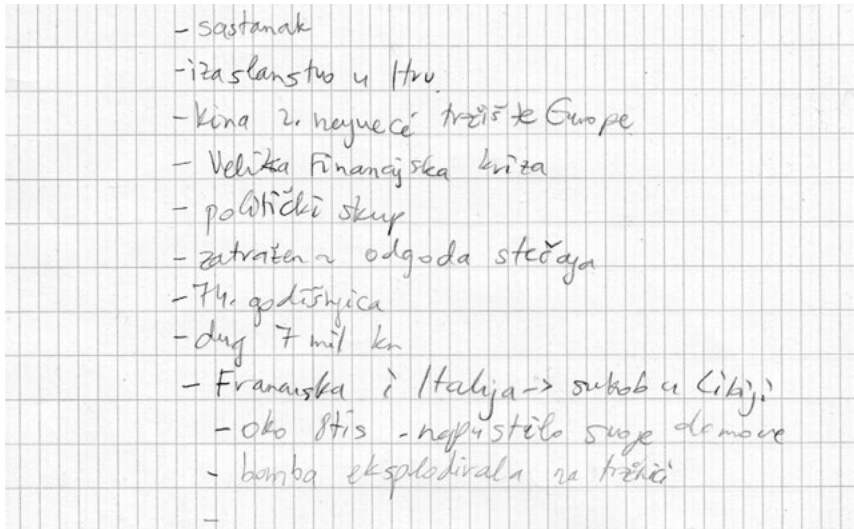 - sastanak
- izaslanstvo u Hrv.
- kina 2. najveće tržište Europe
- Velika Financijska kriza
- politički skup
- zatražena odgoda stečaja
- 74. godišnjica
- dug 7 mil kn
- Francuska i Italija -> sukob u Libiji
- oko 8tis - napustilo svoje domove
- bomba eksplodirala na tržnici
-